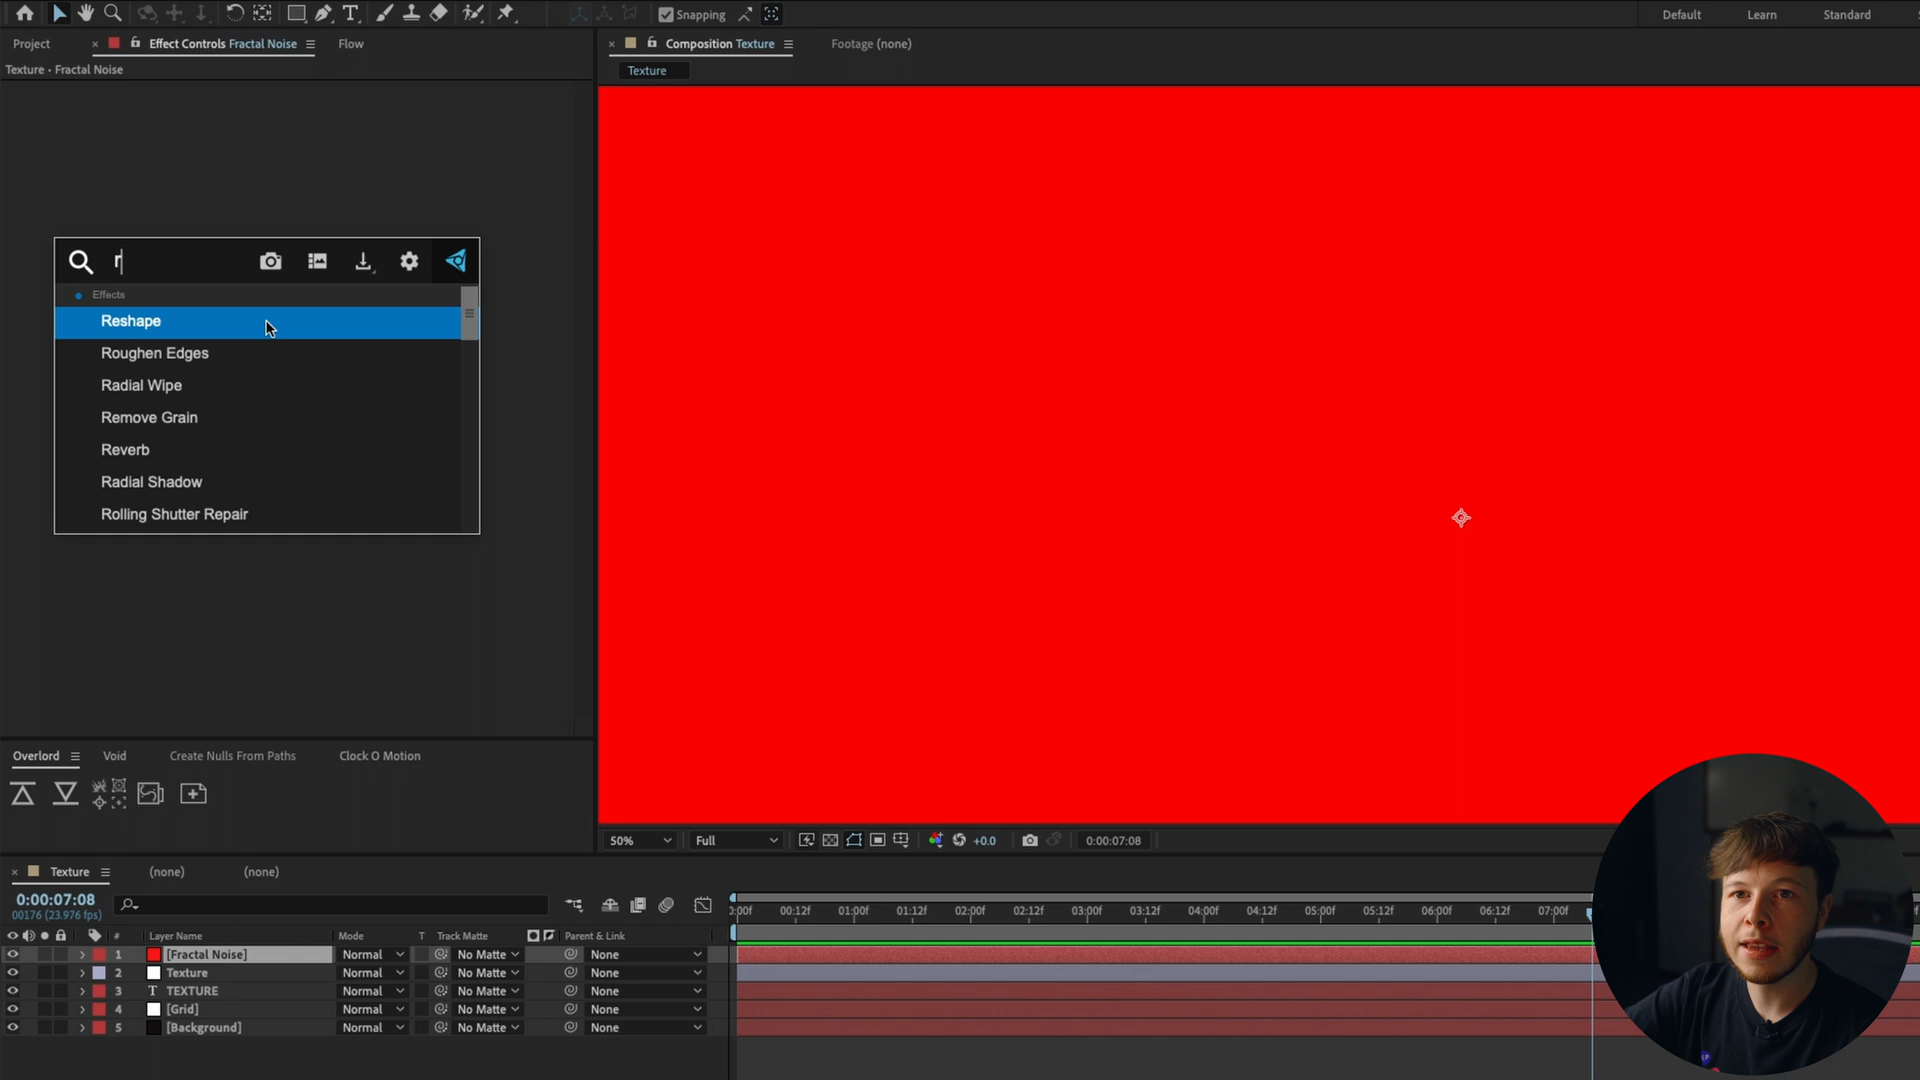 Snapping
Default
Learn
Standard
Project
Effect Controls Fractal Noise
Flow
Composition Texture
Footage (none)
Texture • Fractal Noise
Texture
r
Effects
Reshape
Roughen Edges
Radial Wipe
Remove Grain
Reverb
Radial Shadow
Rolling Shutter Repair
Overlord
Void
Create Nulls From Paths
Clock O Motion
50%
Full
+0.0
0:00:07:08
Texture
(none)
(none)
0:00:07:08
00176 (23.976 fps)
:00f 00:12f 01:00f 01:12f 02:00f 02:12f 03:00f 03:12f 04:00f 04:12f 05:00f 05:12f 06:00f 06:12f 07:00f
# Layer Name Mode T Track Matte Parent & Link
1 [Fractal Noise] Normal No Matte None
2 Texture Normal No Matte None
3 T TEXTURE Normal No Matte None
4 [Grid] Normal No Matte None
5 [Background] Normal No Matte None